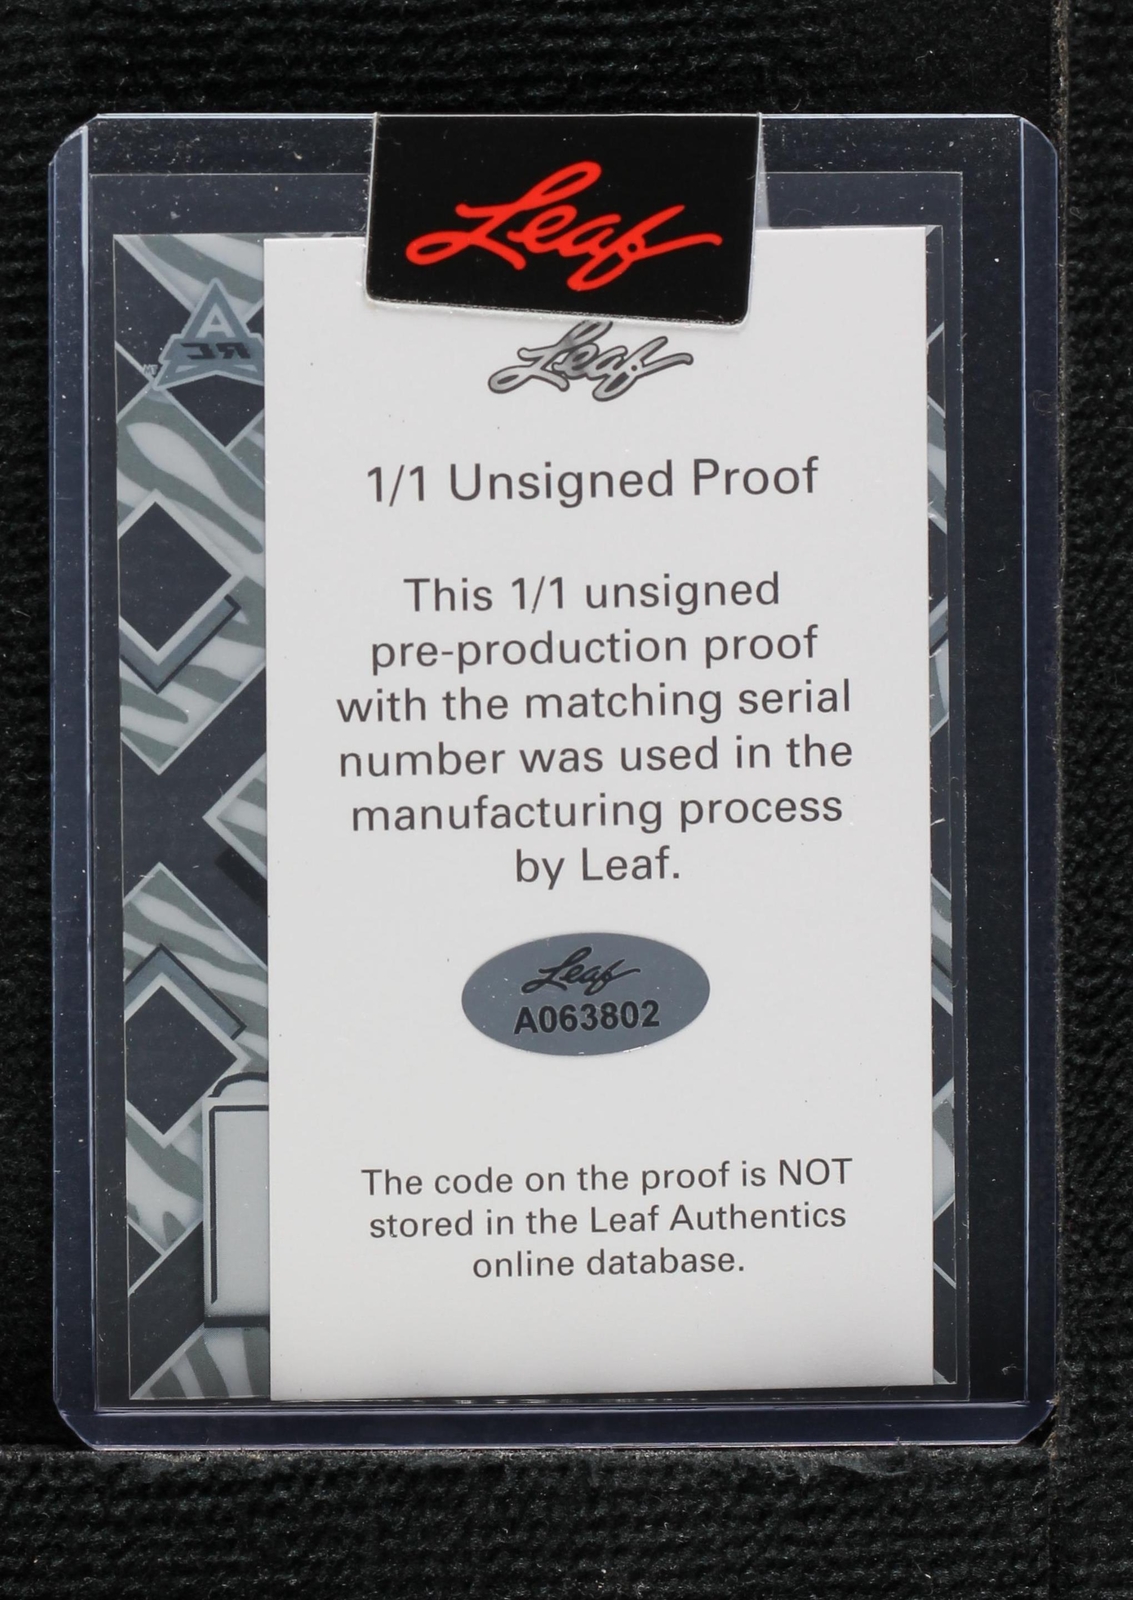 Leaf
Leaf
1/1 Unsigned Proof
This 1/1 unsigned
pre-production proof
with the matching serial
number was used in the
manufacturing process
by Leaf.
Leaf
A063802
The code on the proof is NOT
stored in the Leaf Authentics
online database.
A
RC